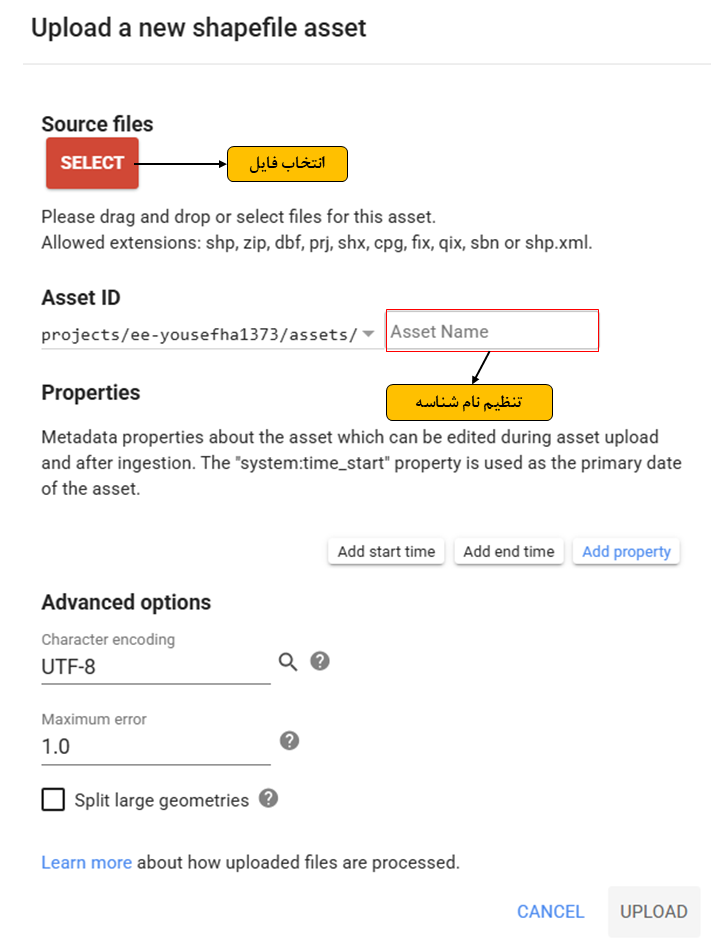 Upload a new shapefile asset
Source files
SELECT
انتخاب فایل
Please drag and drop or select files for this asset.
Allowed extensions: shp, zip, dbf, prj, shx, cpg, fix, qix, sbn or shp.xml.
Asset ID
projects/ee-yousefha1373/assets/
Asset Name
تنظیم نام شناسه
Properties
Metadata properties about the asset which can be edited during asset upload
and after ingestion. The "system:time_start" property is used as the primary date
of the asset.
Add start time
Add end time
Add property
Advanced options
Character encoding
UTF-8
Maximum error
1.0
Split large geometries
Learn more about how uploaded files are processed.
CANCEL
UPLOAD